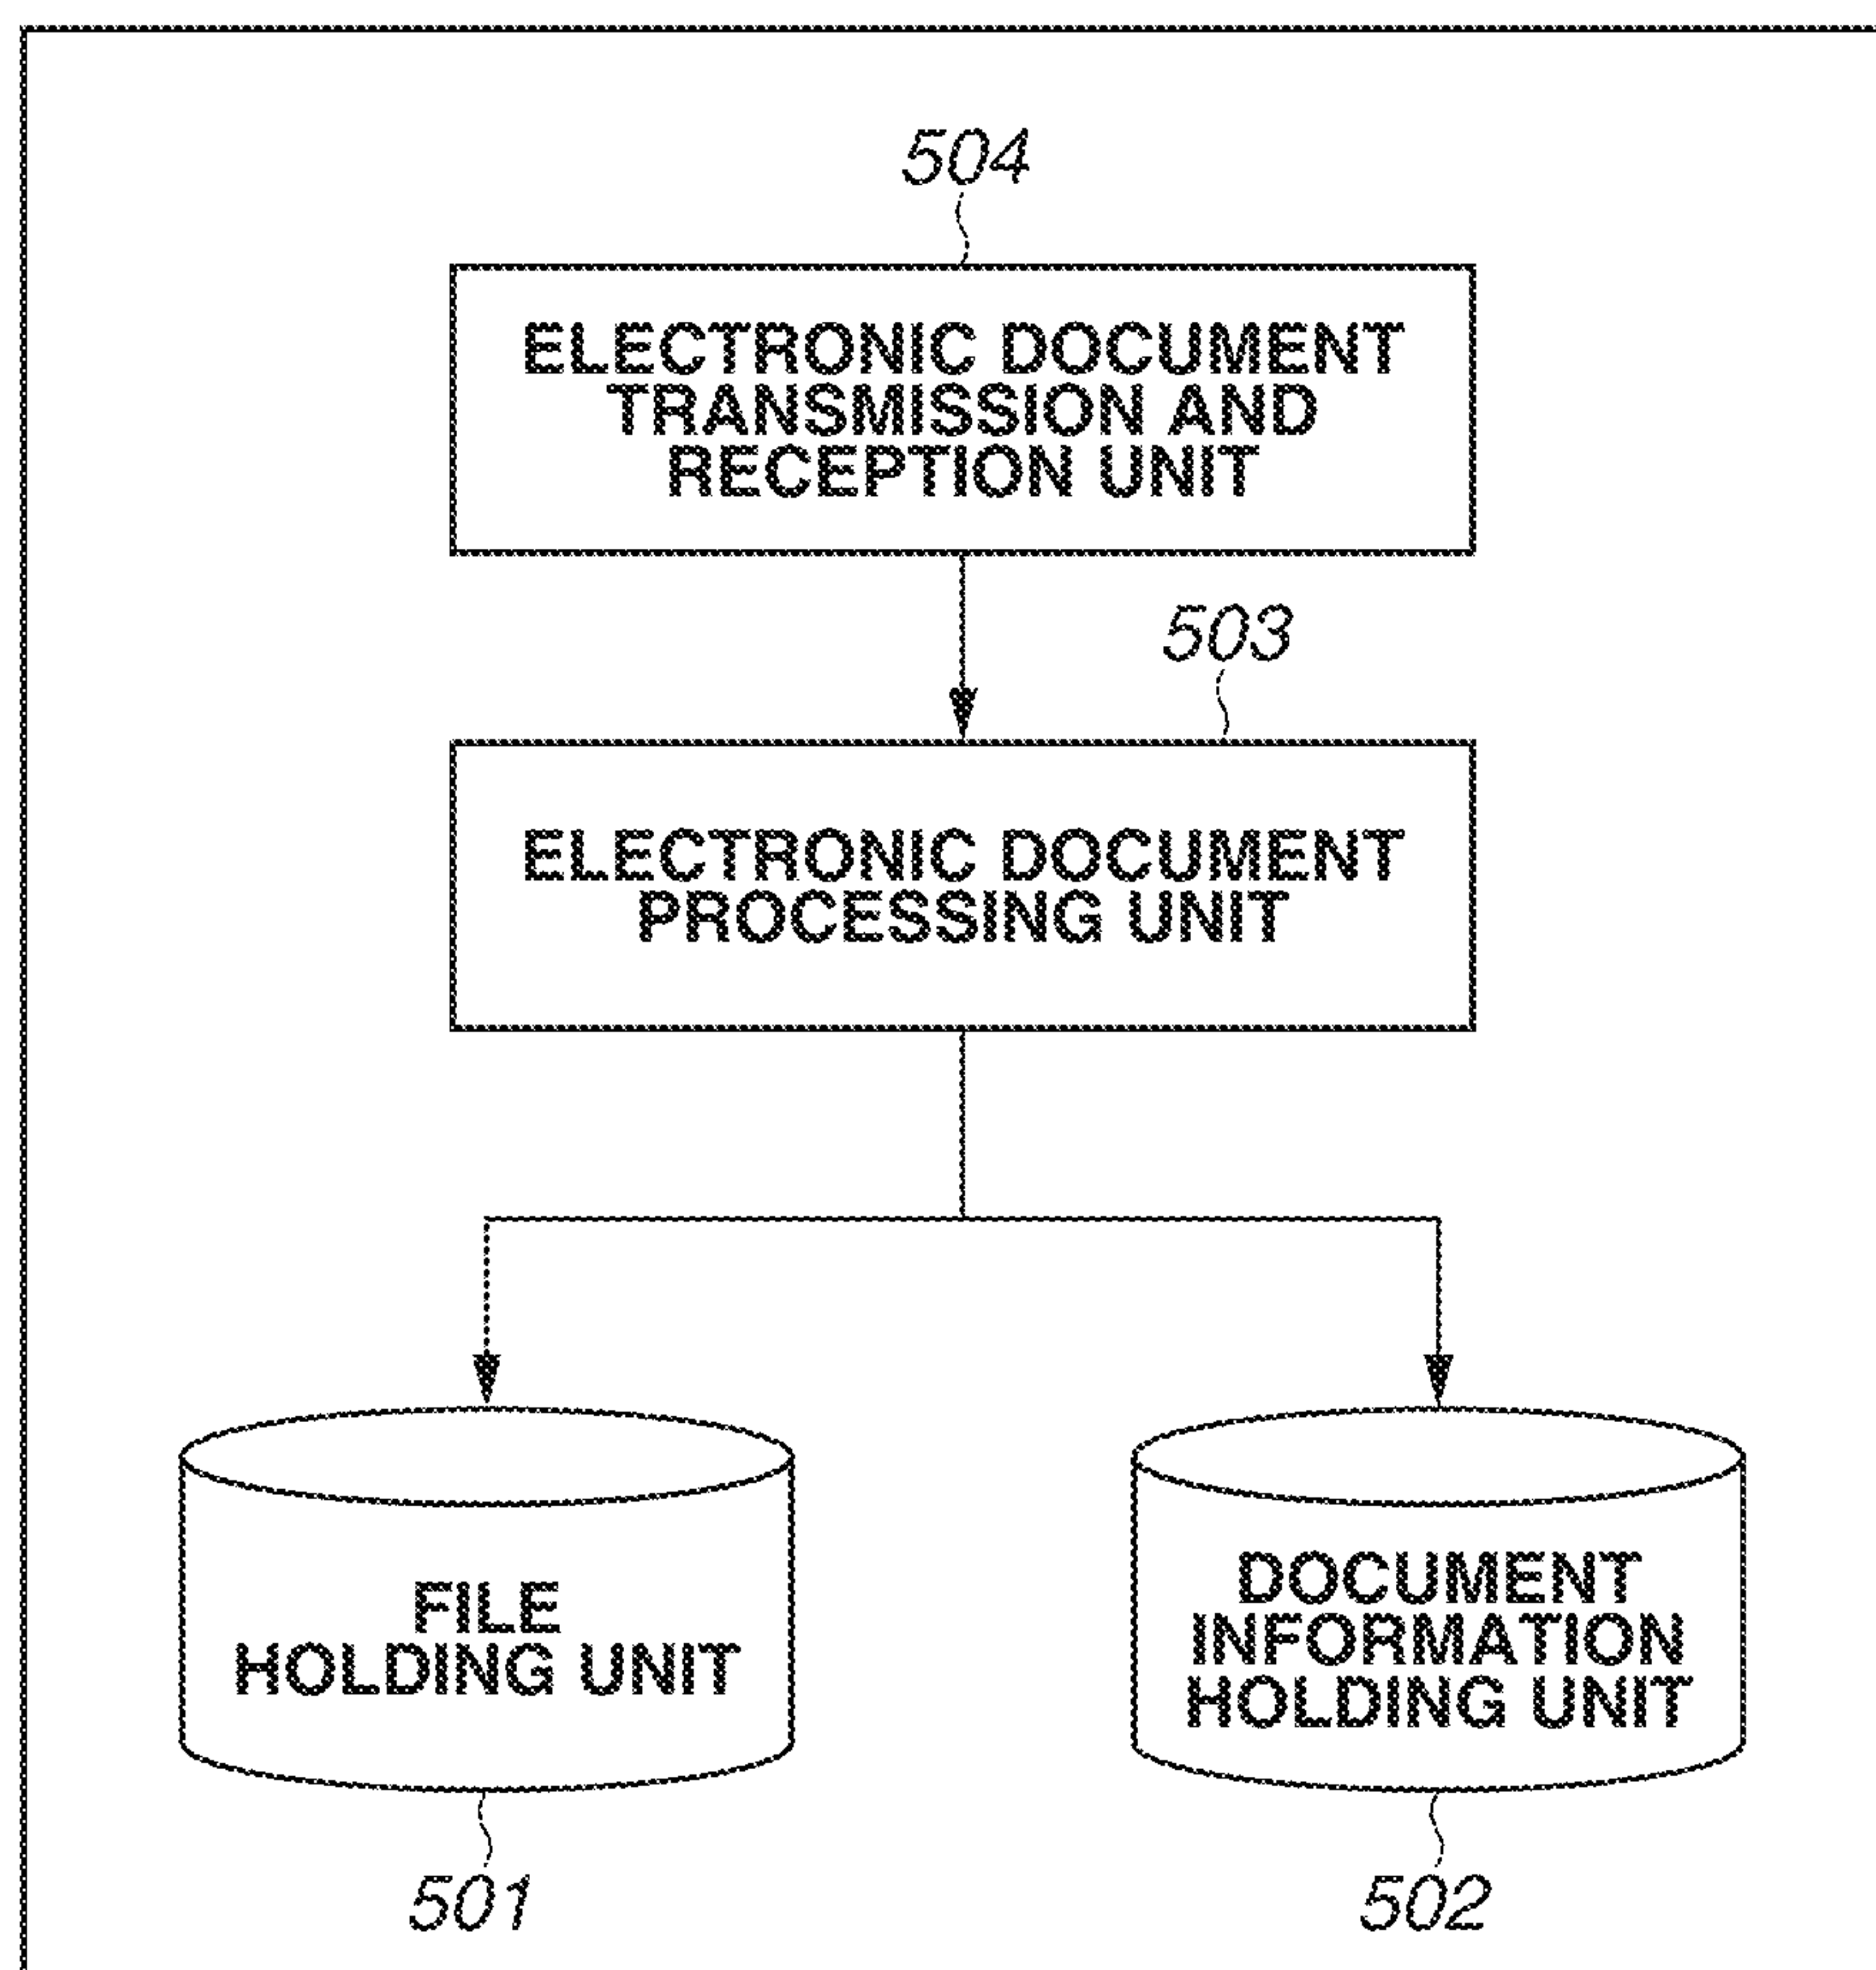 504
ELECTRONIC DOCUMENT
TRANSMISSION AND
RECEPTION UNIT
503
ELECTRONIC DOCUMENT
PROCESSING UNIT
FILE
HOLDING UNIT
DOCUMENT
INFORMATION
HOLDING UNIT
501
502